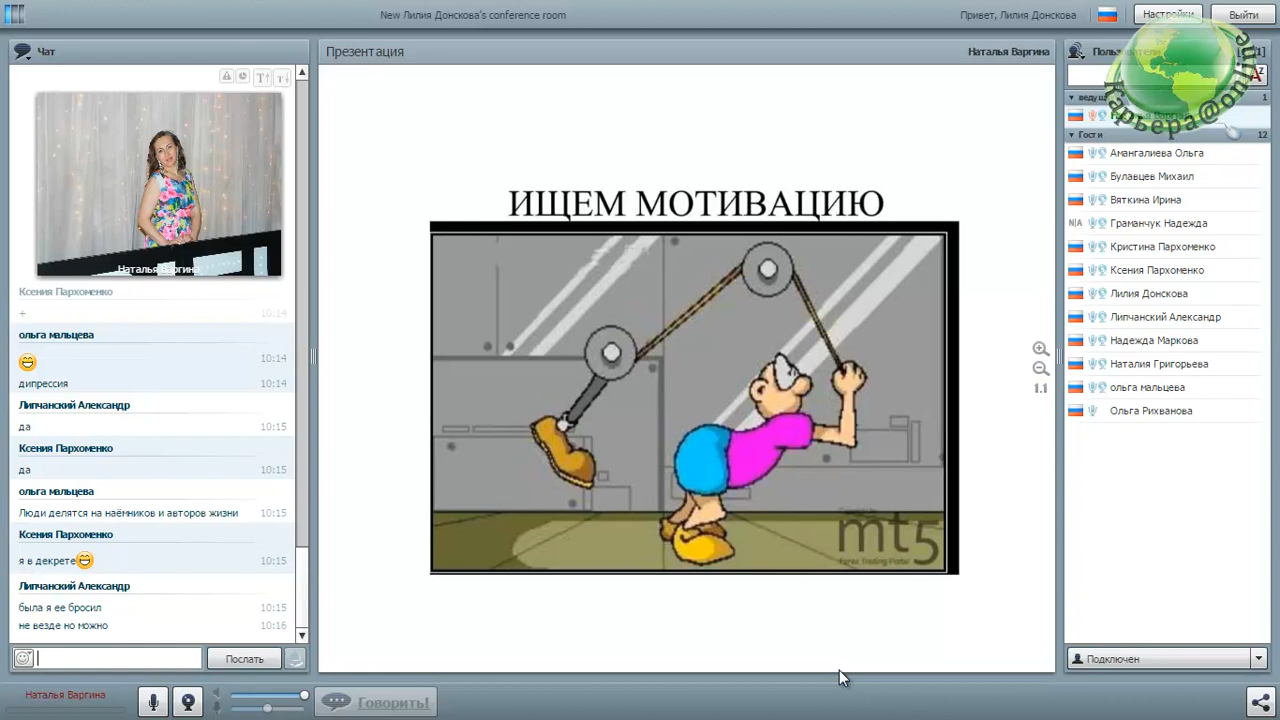 New Лилия Донскова's conference room
Привет, Лилия Донскова
Настройки
Выйти
Чат
Наталья Варгина
Ксения Пархоменко
+ 10:14
ольга мальцева
10:14
дипрессия 10:14
Липчанский Александр
да 10:15
Ксения Пархоменко
да 10:15
ольга мальцева
Люди делятся на наёмников и авторов жизни 10:15
Ксения Пархоменко
я в декрете 10:15
Липчанский Александр
была я ее бросил 10:15
не везде но можно 10:16
Послать
Презентация
Наталья Варгина
ИЩЕМ МОТИВАЦИЮ
mt5
Forex Trading Portal
1.1
Пользователи
Карьера@online
1
Гости 12
Амангалиева Ольга
Булавцев Михаил
Вяткина Ирина
N/A Граманчук Надежда
Кристина Пархоменко
Ксения Пархоменко
Лилия Донскова
Липчанский Александр
Надежда Маркова
Наталия Григорьева
ольга мальцева
Ольга Рихванова
Подключен
Наталья Варгина
Говорить!